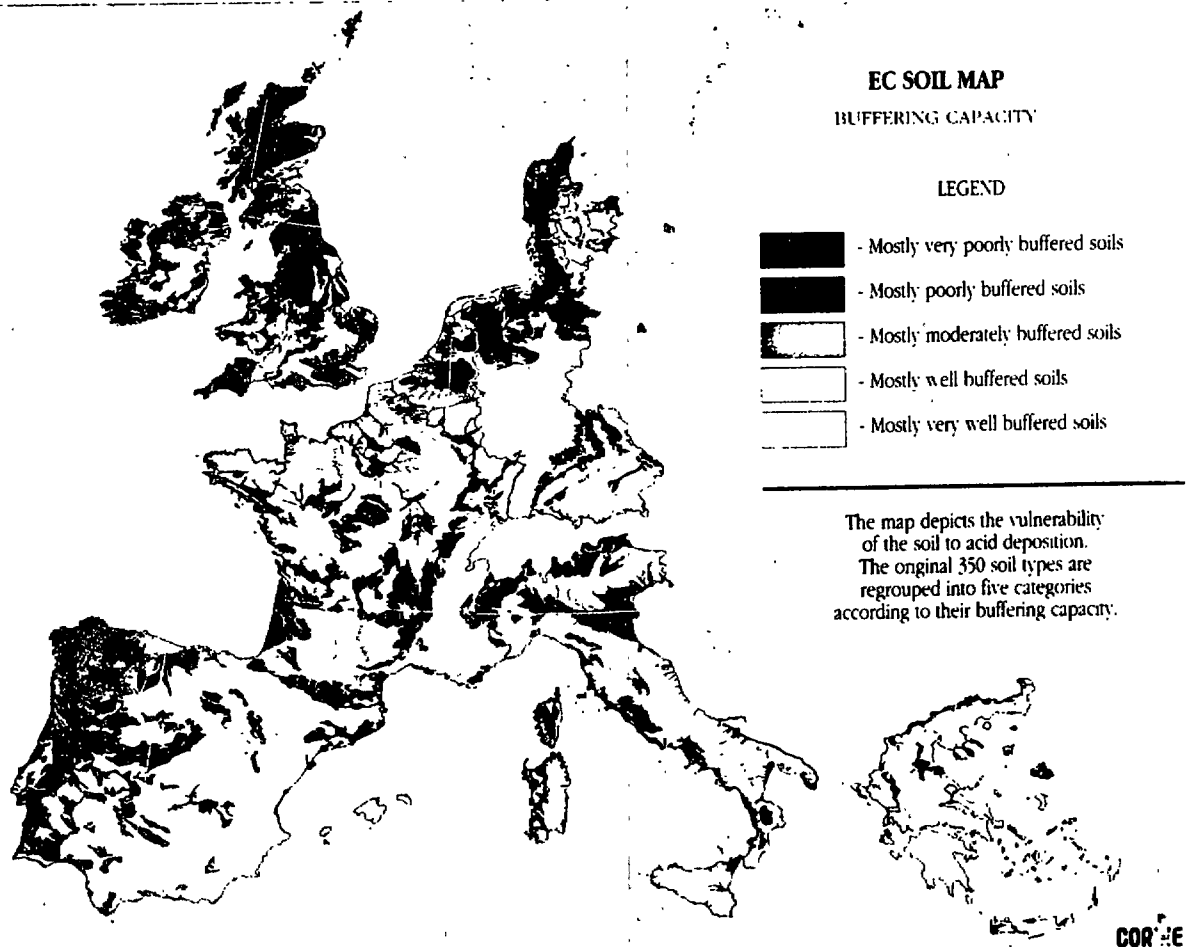 EC SOIL MAP
BUFFERING CAPACITY
LEGEND
- Mostly very poorly buffered soils
- Mostly poorly buffered soils
- Mostly moderately buffered soils
- Mostly well buffered soils
- Mostly very well buffered soils
The map depicts the vulnerability
of the soil to acid deposition.
The original 350 soil types are
regrouped into five categories
according to their buffering capacity.